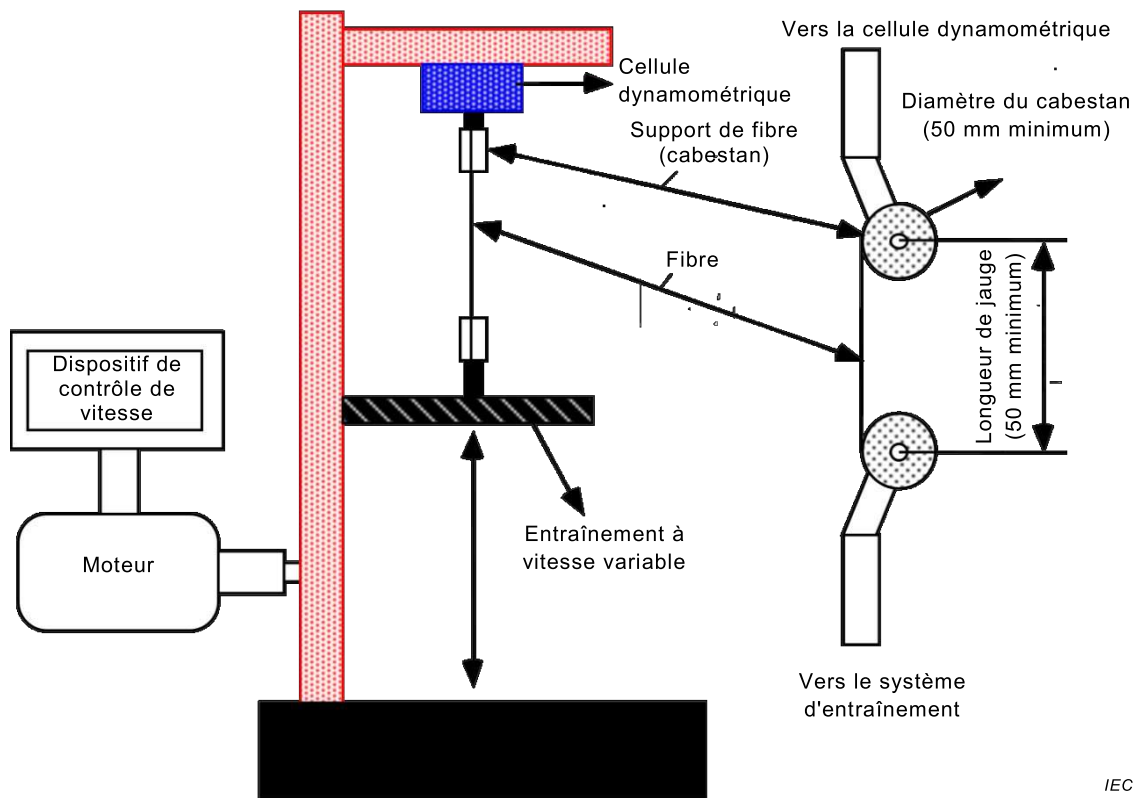 Vers la cellule dynamométrique
Cellule
dynamométrique
Diamètre du cabestan
(50 mm minimum)
Support de fibre
(cabestan)
Fibre
Longueur de jauge
(50 mm minimum)
Dispositif de
contrôle de
vitesse
Entraînement à
vitesse variable
Moteur
Vers le système
d'entraînement
IEC